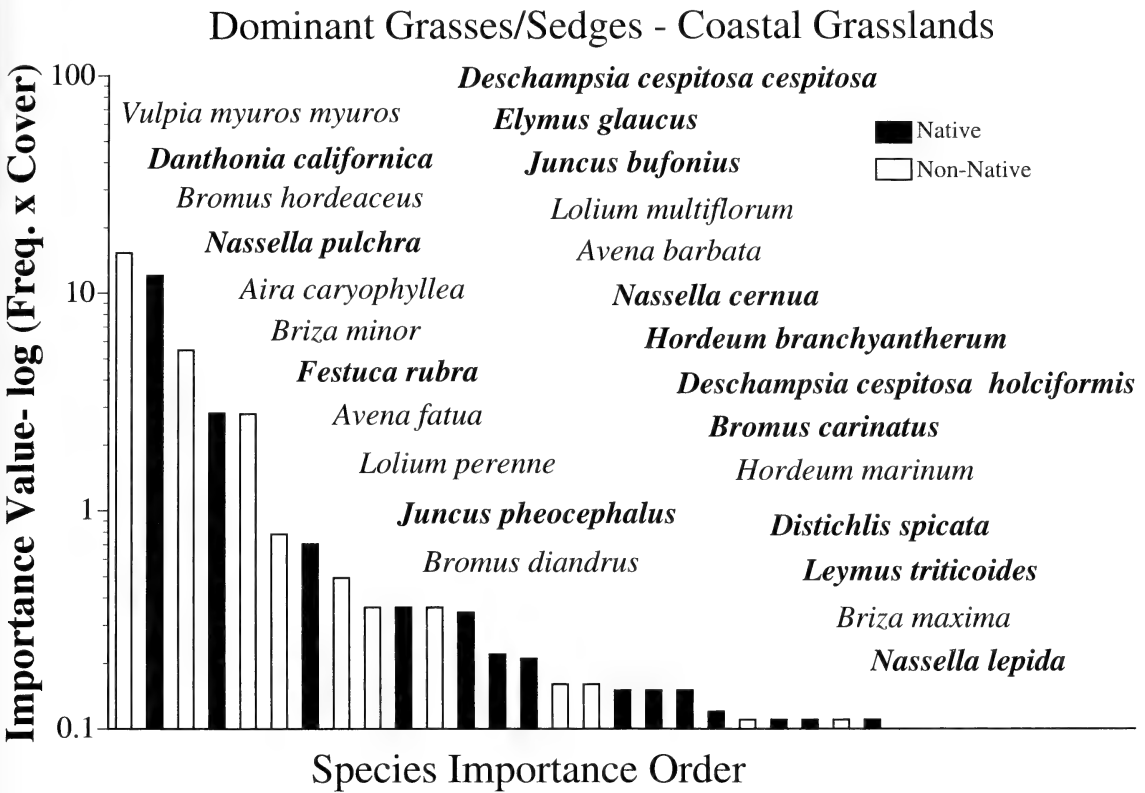 Dominant Grasses/Sedges - Coastal Grasslands
Importance Value- log (Freq. x Cover)
100
10
1
0.1
Vulpia myuros myuros
Danthonia californica
Bromus hordeaceus
Nassella pulchra
Aira caryophyllea
Briza minor
Festuca rubra
Avena fatua
Lolium perenne
Juncus pheocephalus
Bromus diandrus
Deschampsia cespitosa cespitosa
Elymus glaucus
Juncus bufonius
Lolium multiflorum
Avena barbata
Nassella cernua
Hordeum branchyantherum
Deschampsia cespitosa holciformis
Bromus carinatus
Hordeum marinum
Distichlis spicata
Leymus triticoides
Briza maxima
Nassella lepida
Native
Non-Native
Species Importance Order